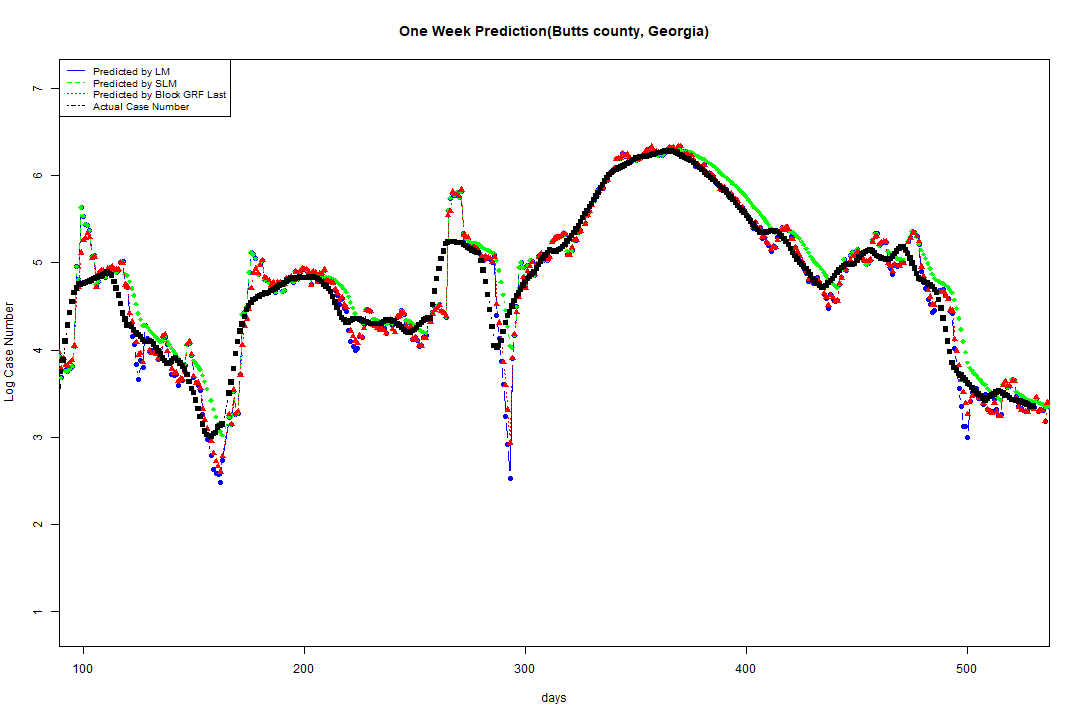 One Week Prediction(Butts county, Georgia)
Predicted by LM
Predicted by SLM
Predicted by Block GRF Last
Actual Case Number
7
6
5
4
3
2
1
Log Case Number
100 200 300 400 500
days